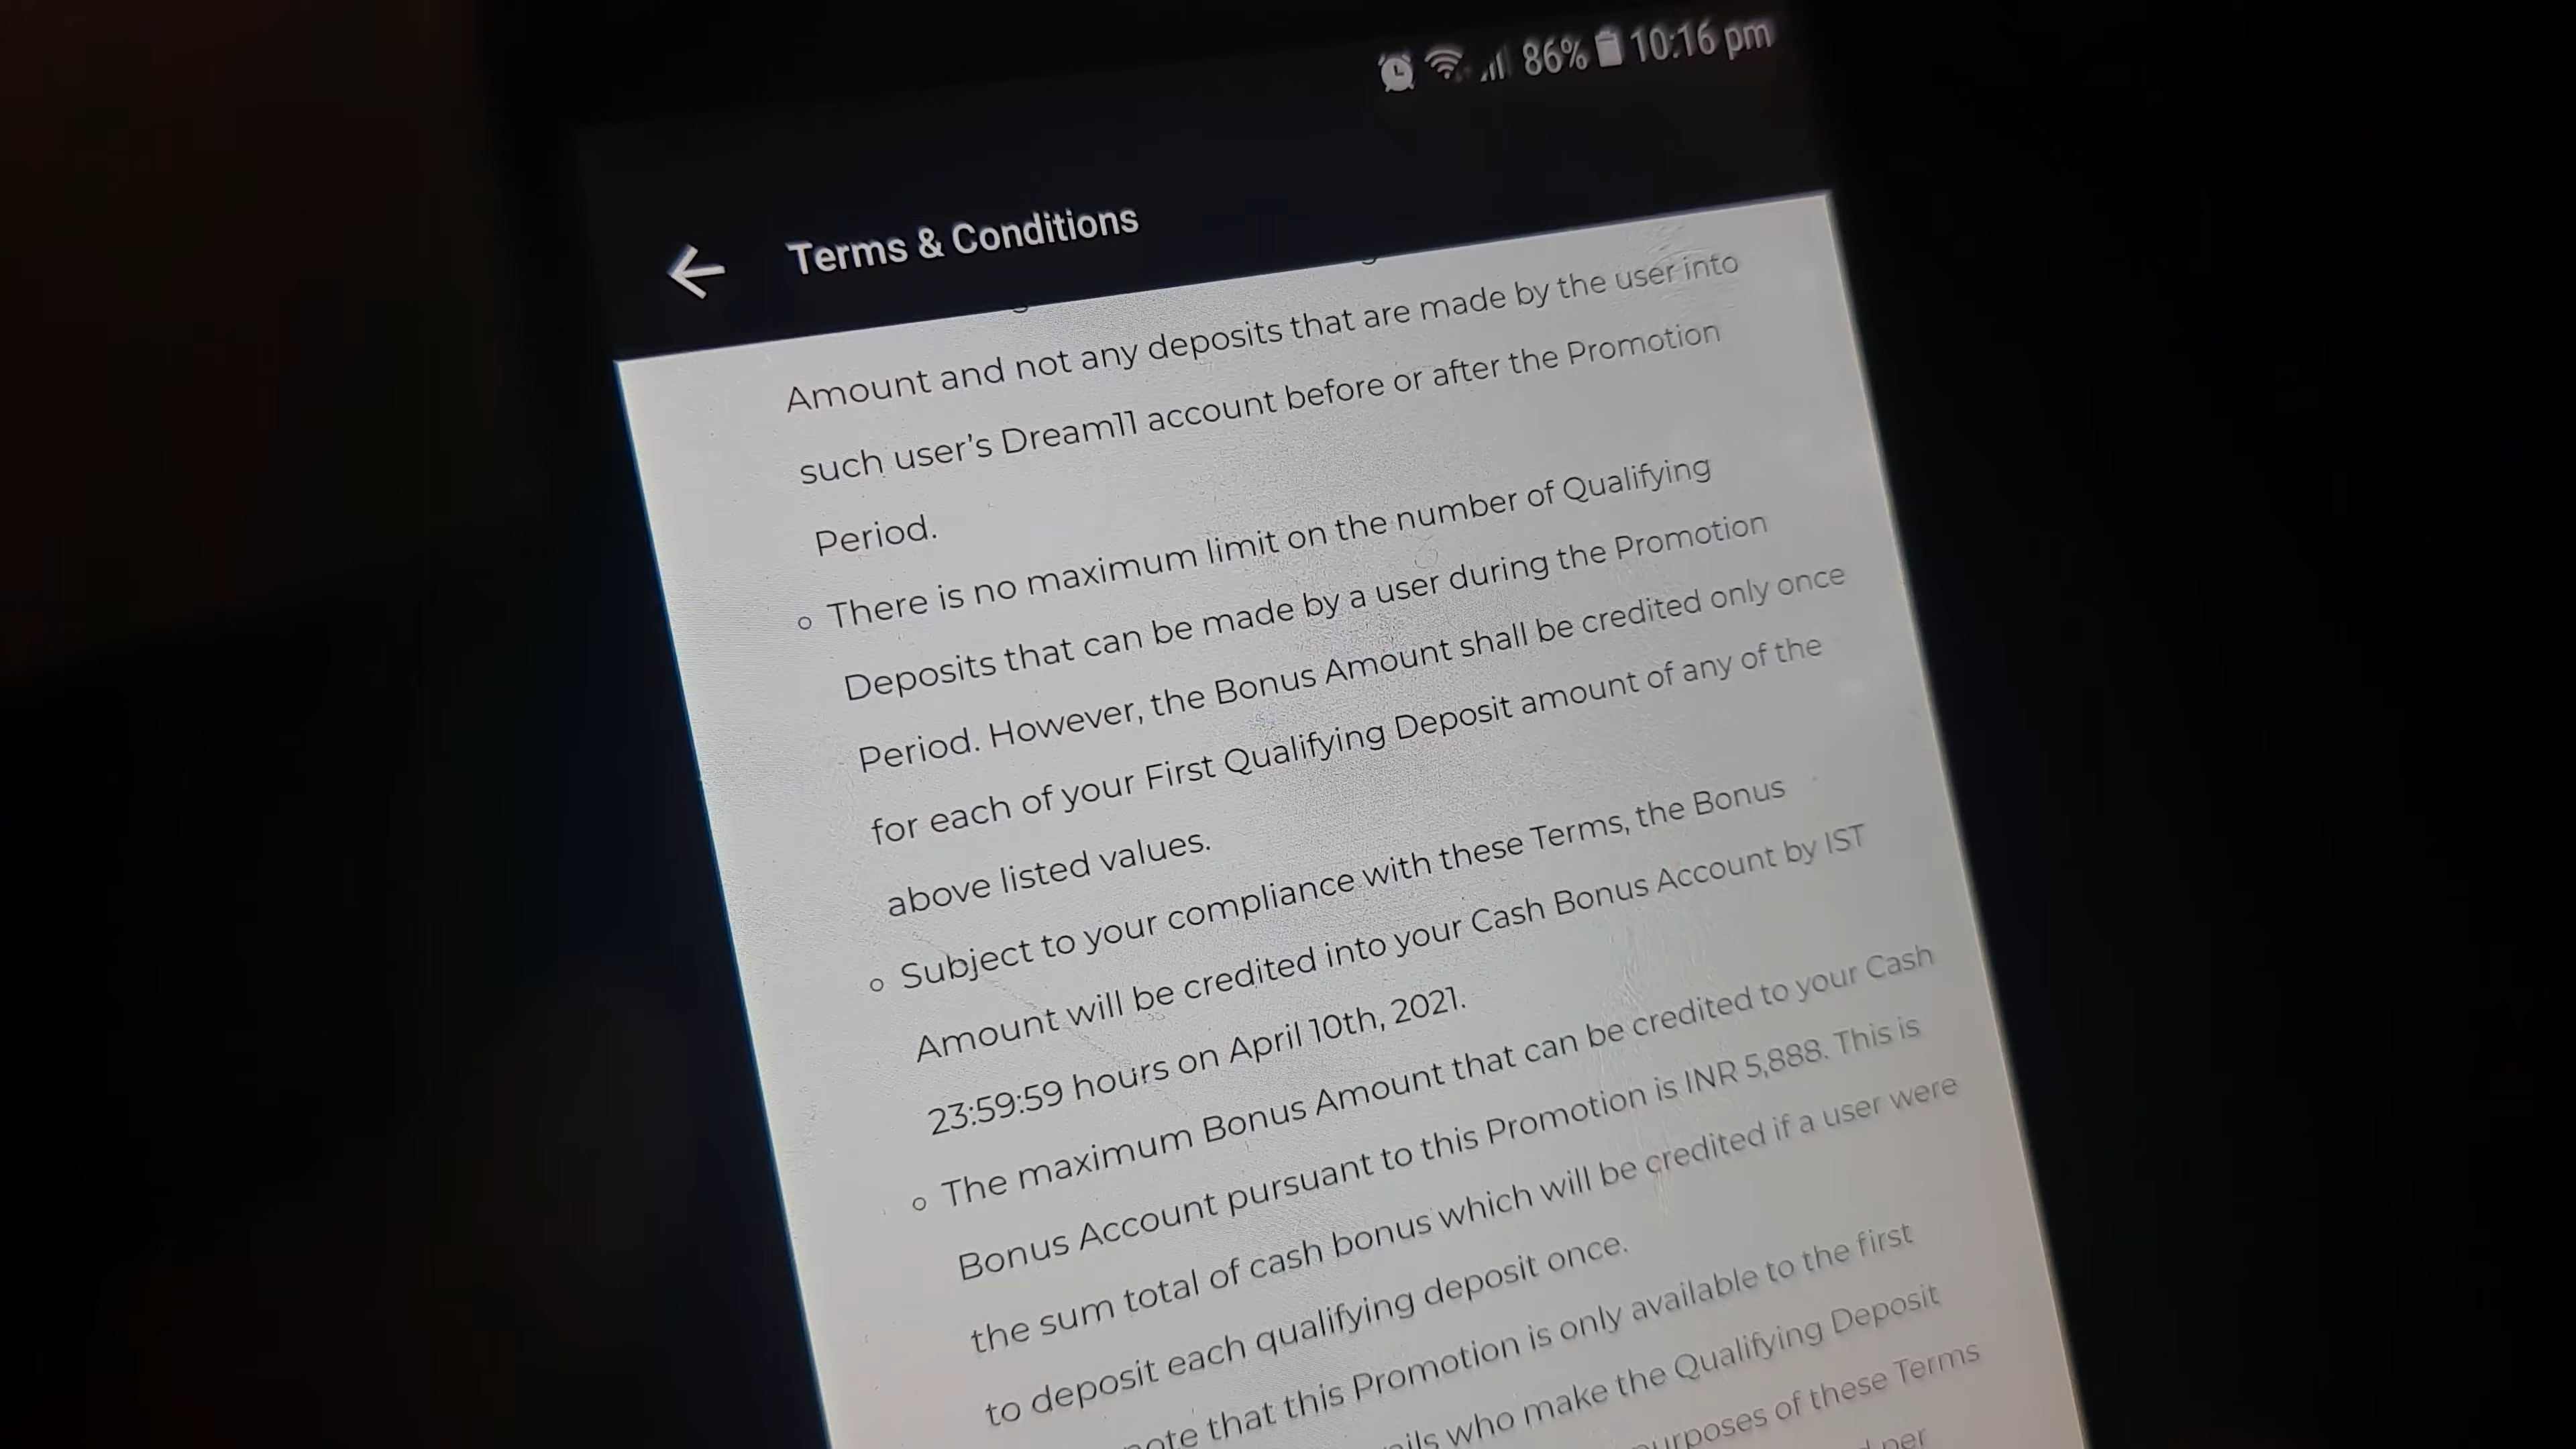 86% 10:16 pm
Terms & Conditions
Amount and not any deposits that are made by the user into
such user's Dream11 account before or after the Promotion
Period.
There is no maximum limit on the number of Qualifying
Deposits that can be made by a user during the Promotion
Period. However, the Bonus Amount shall be credited only once
for each of your First Qualifying Deposit amount of any of the
above listed values.
Subject to your compliance with these Terms, the Bonus
Amount will be credited into your Cash Bonus Account by IST
23:59:59 hours on April 10th, 2021.
The maximum Bonus Amount that can be credited to your Cash
Bonus Account pursuant to this Promotion is INR 5,888. This is
the sum total of cash bonus which will be credited if a user were
to deposit each qualifying deposit once.
note that this Promotion is only available to the first
who make the Qualifying Deposit
of these Terms